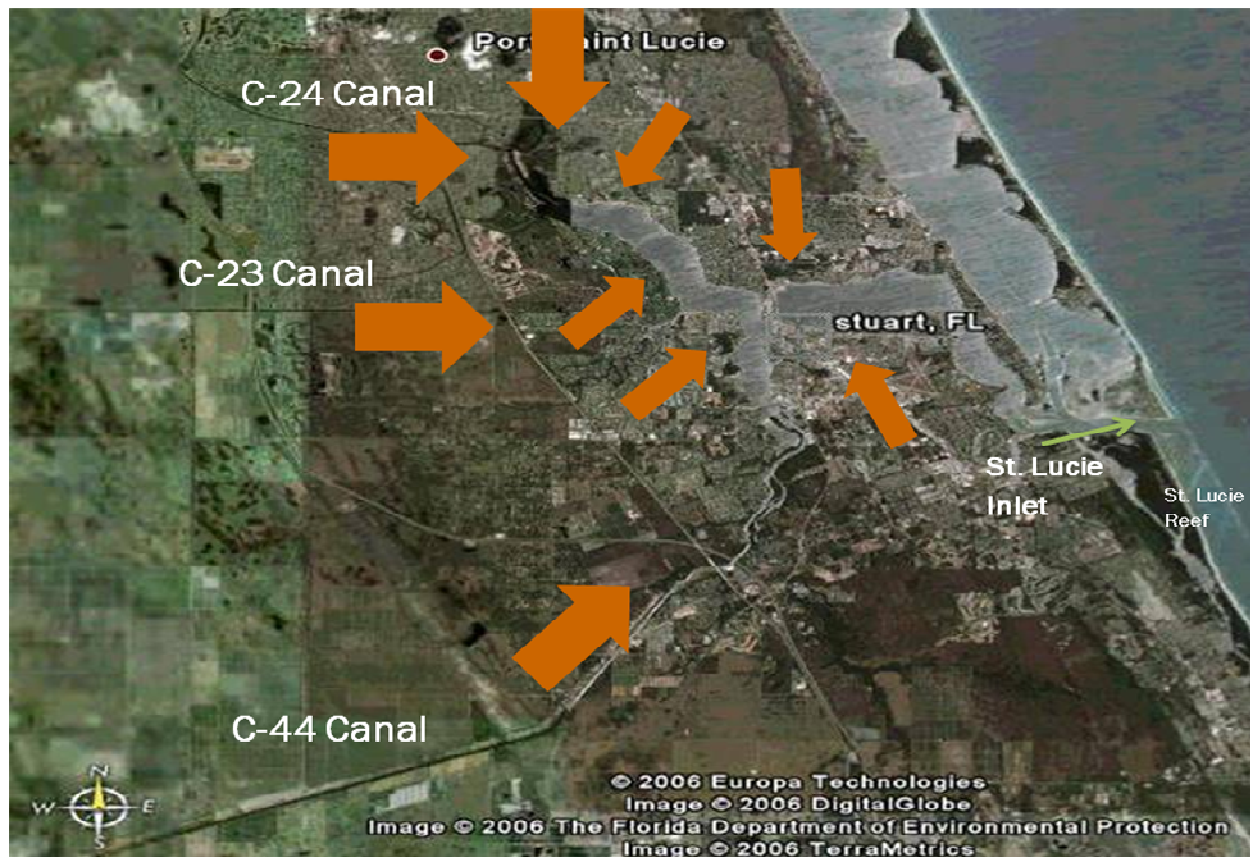 Port Saint Lucie
C-24 Canal
C-23 Canal
stuart, FL
St. Lucie
Inlet
St. Lucie
Reef
C-44 Canal
N
W E
S
© 2006 Europa Technologies
Image © 2006 DigitalGlobe
Image © 2006 The Florida Department of Environmental Protection
Image © 2006 TerraMetrics